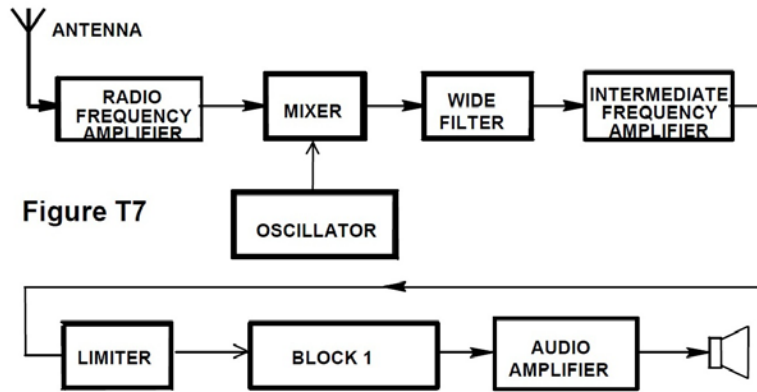 ANTENNA
RADIO
FREQUENCY
AMPLIFIER
MIXER
WIDE
FILTER
INTERMEDIATE
FREQUENCY
AMPLIFIER
Figure T7
OSCILLATOR
LIMITER
BLOCK 1
AUDIO
AMPLIFIER